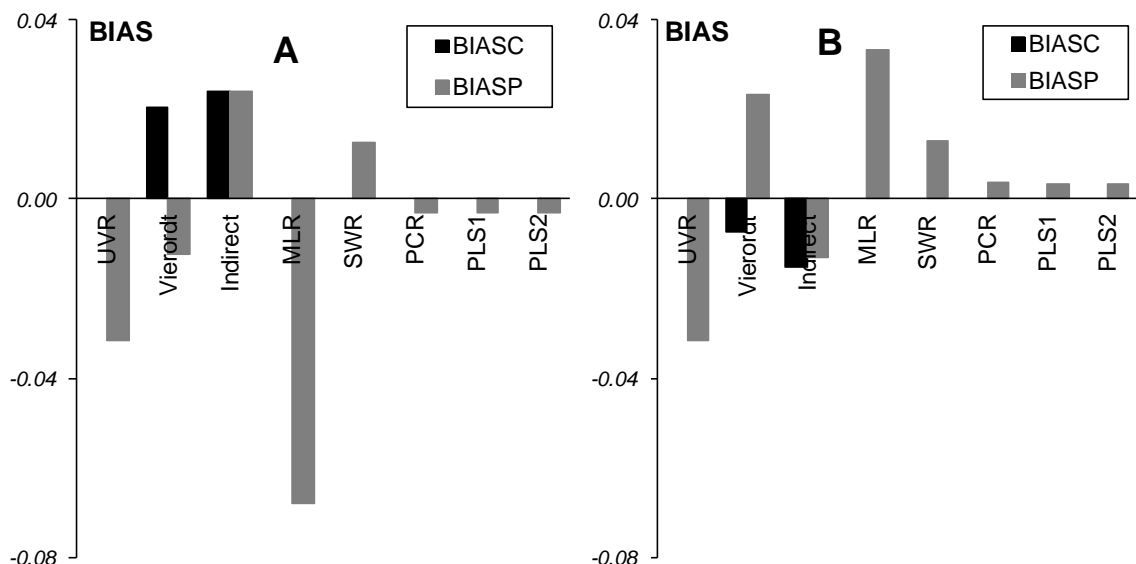 0.04
BIAS
A
BIASC
BIASP
0.00
UVR
Vierordt
Indirect
MLR
SWR
PCR
PLS1
PLS2
-0.04
-0.08
0.04
BIAS
B
BIASC
BIASP
0.00
UVR
Vierordt
Indirect
MLR
SWR
PCR
PLS1
PLS2
-0.04
-0.08